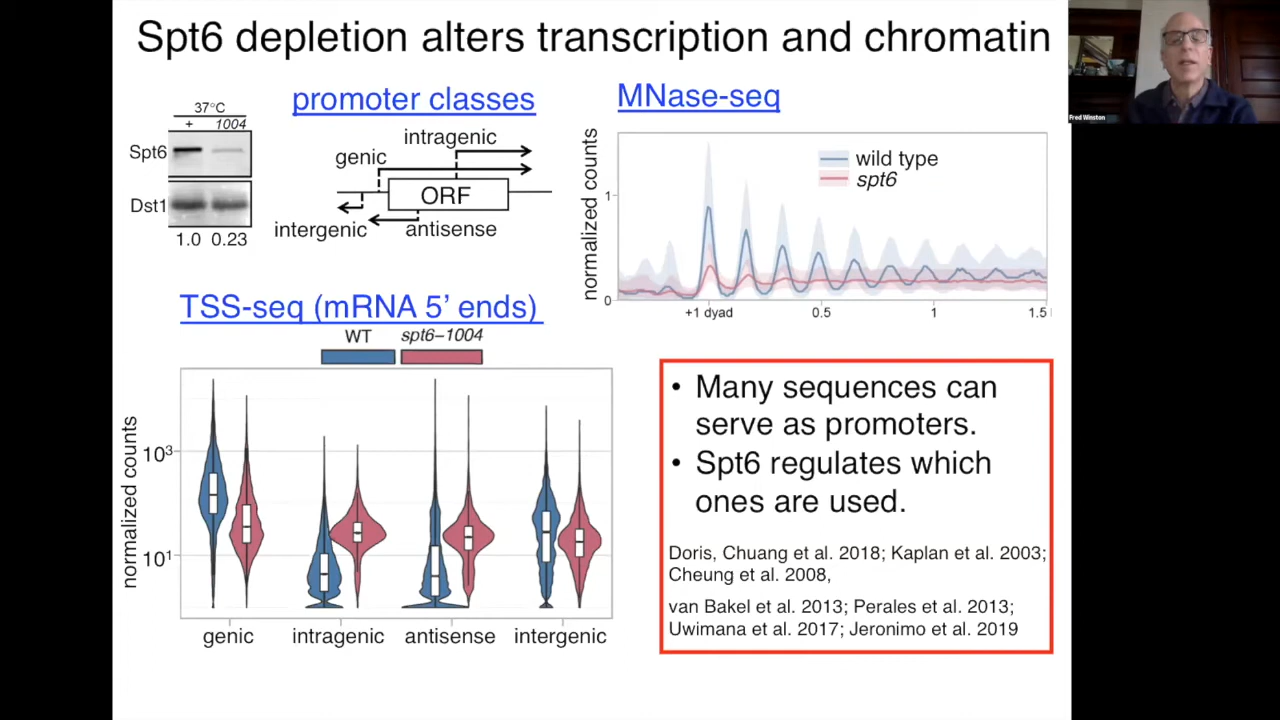 Spt6 depletion alters transcription and chromatin
Fred Winston
37°C
+ 1004
Spt6
Dst1
1.0 0.23
promoter classes
intragenic
genic
ORF
intergenic
antisense
MNase-seq
normalized counts
1
0
wild type
spt6
+1 dyad 0.5 1 1.5
TSS-seq (mRNA 5’ ends)
WT spt6–1004
normalized counts
10³
10¹
genic intragenic antisense intergenic
• Many sequences can
serve as promoters.
• Spt6 regulates which
ones are used.
Doris, Chuang et al. 2018; Kaplan et al. 2003;
Cheung et al. 2008,
van Bakel et al. 2013; Perales et al. 2013;
Uwimana et al. 2017; Jeronimo et al. 2019